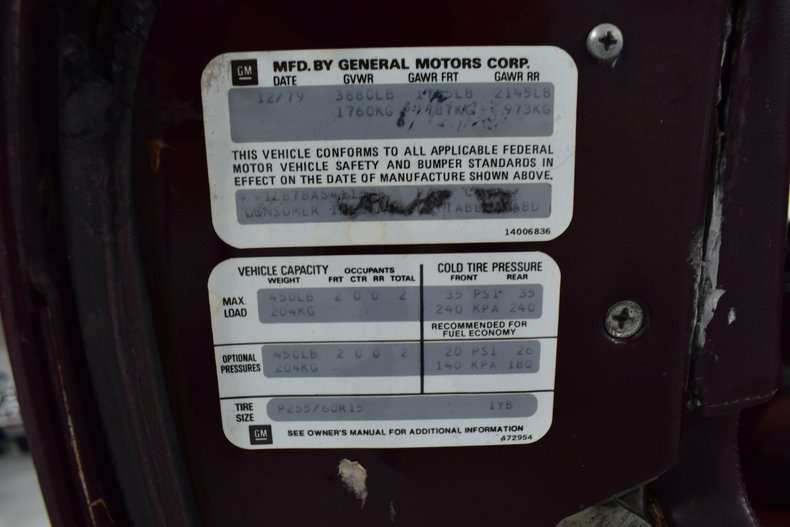 GM MFD. BY GENERAL MOTORS CORP.
DATE GVWR GAWR FRT GAWR RR
12/79 3880LB 2145LB
1760KG 973KG
THIS VEHICLE CONFORMS TO ALL APPLICABLE FEDERAL
MOTOR VEHICLE SAFETY AND BUMPER STANDARDS IN
EFFECT ON THE DATE OF MANUFACTURE SHOWN ABOVE.
CONSUMER
14006836
VEHICLE CAPACITY OCCUPANTS COLD TIRE PRESSURE
WEIGHT FRT CTR RR TOTAL FRONT REAR
MAX. LOAD 450LB 2 0 0 2 35 PSI 35
204KG 240 KPA 240
RECOMMENDED FOR
FUEL ECONOMY
OPTIONAL PRESSURES 450LB 2 0 0 2 20 PSI 26
204KG 140 KPA 180
TIRE SIZE P255/60R15 1YB
GM SEE OWNER'S MANUAL FOR ADDITIONAL INFORMATION
472954